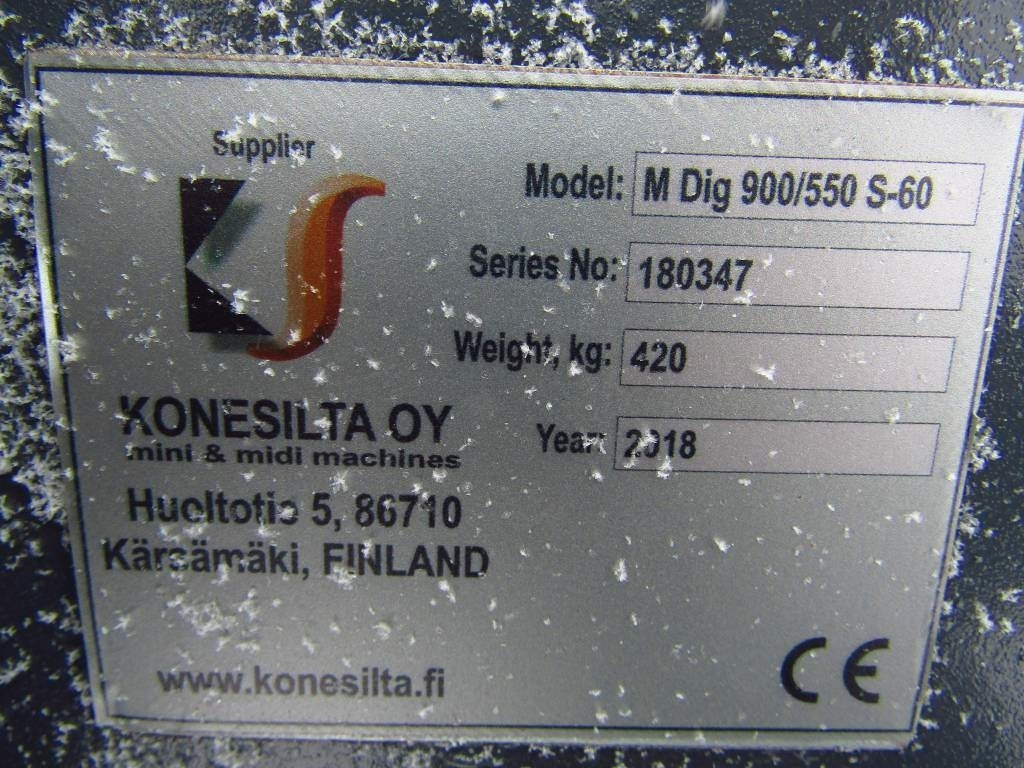 Supplier
KS
KONESILTA OY
mini & midi machines
Huoltotie 5, 86710
Kärsämäki, FINLAND
www.konesilta.fi
Model: M Dig 900/550 S-60
Series No: 180347
Weight, kg: 420
Year: 2018
CE